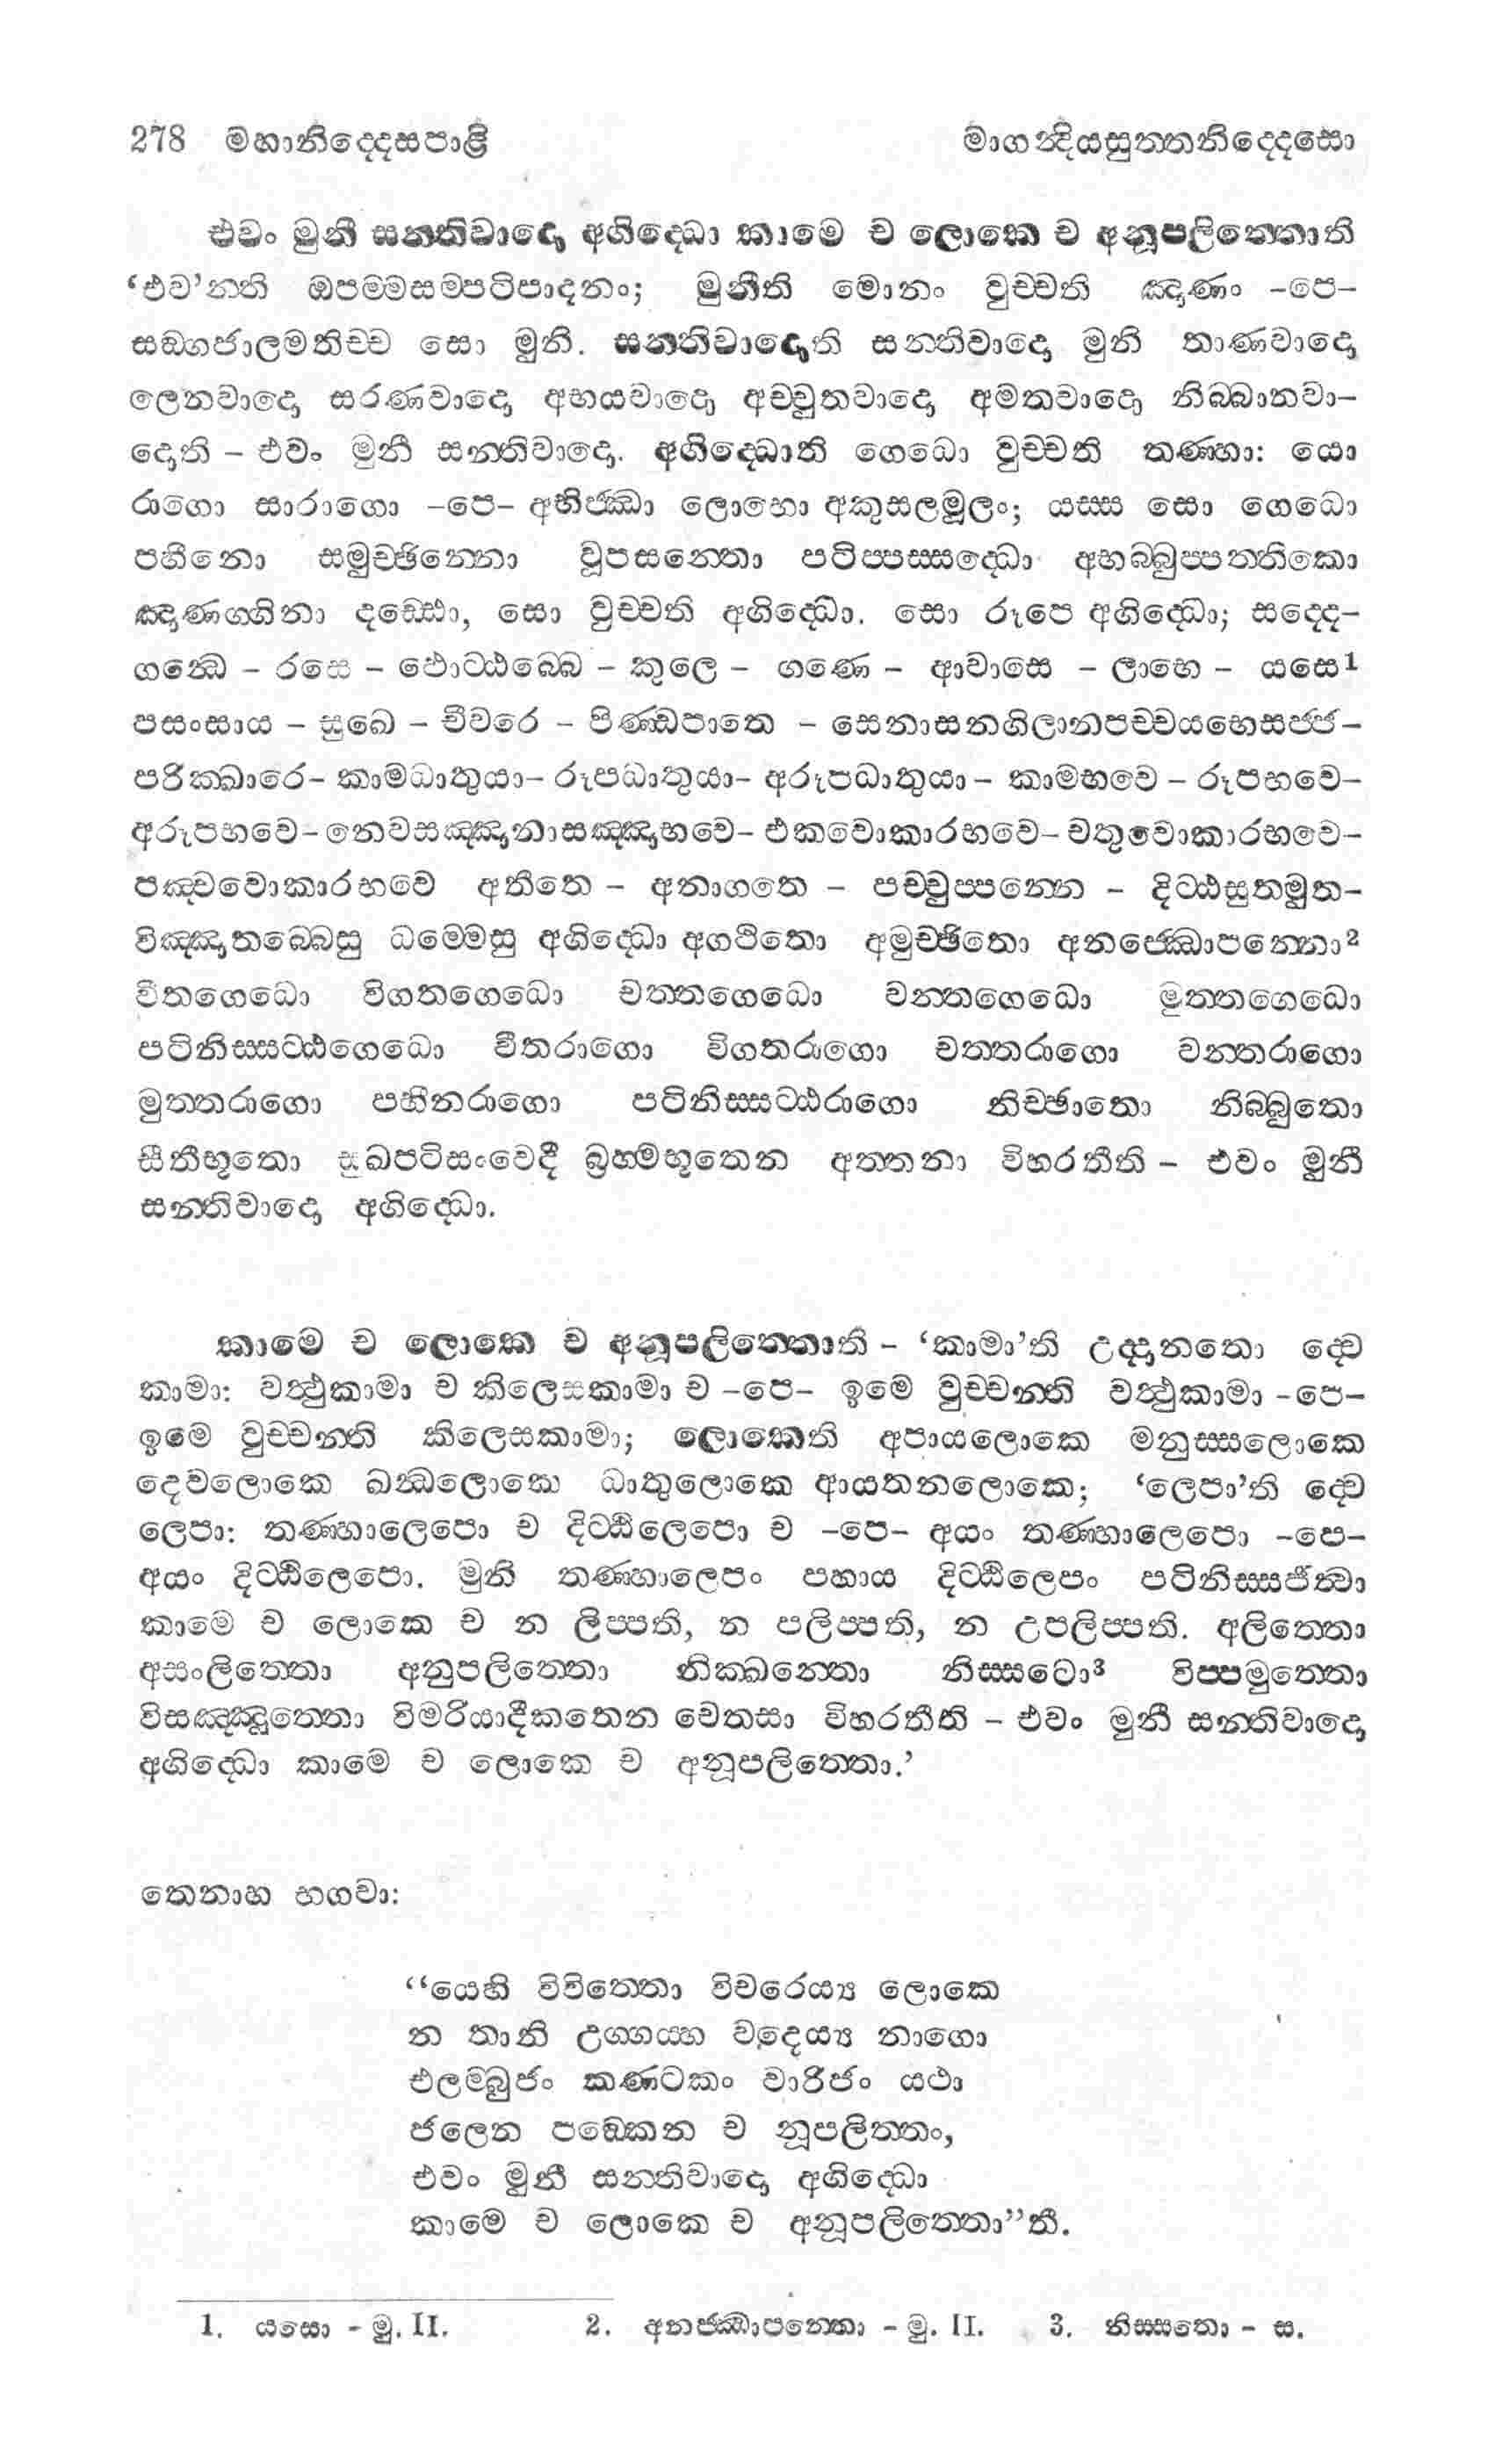 278 මහානිද්දෙසපාළි මාගන්දියසුත්තනිද්දෙසො
එවං මුනී සන්තිවාදො අගිද්ධො කාමෙ ච ලොකෙ ච අනූපලිත්තොති
‘එව’න්ති ඔපම්මසම්පටිපාදනං; මුනීති මොනං වුච්චති ඤාණං -පෙ-
සඞ්ගජාලමතිච්ච සො මුනි. සන්තිවාදොති සන්තිවාදො මුනි තාණවාදො
ලෙනවාදො සරණවාදො අභයවාදො අච්චුතවාදො අමතවාදො නිබ්බානවා-
දොති – එවං මුනී සන්තිවාදො. අගිද්ධොති ගෙධො වුච්චති තණ්හා: යො
රාගො සාරාගො -පෙ- අභිජ්ඣා ලොභො අකුසලමූලං; යස්ස සො ගෙධො
පහීනො සමුච්ඡින්නො වූපසන්තො පටිප්පස්සද්ධො අභබ්බුප්පත්තිකො
ඤාණග්ගිනා දඩ්ඪො, සො වුච්චති අගිද්ධො. සො රූපෙ අගිද්ධො; සද්දෙ-
ගන්ධෙ – රසෙ – ඵොට්ඨබ්බෙ – කුලෙ – ගණෙ – ආවාසෙ – ලාභෙ – යසෙ1
පසංසාය – සුඛෙ – චීවරෙ – පිණ්ඩපාතෙ – සෙනාසනගිලානපච්චයභෙසජ්ජ-
පරික්ඛාරෙ- කාමධාතුයා- රූපධාතුයා- අරූපධාතුයා – කාමභවෙ – රූපභවෙ-
අරූපභවෙ- නෙවසඤ්ඤානාසඤ්ඤාභවෙ- එකවොකාරභවෙ- චතුවොකාරභවෙ-
පඤ්චවොකාරභවෙ අතීතෙ – අනාගතෙ – පච්චුප්පන්නෙ – දිට්ඨසුතමුත-
විඤ්ඤාතබ්බෙසු ධම්මෙසු අගිද්ධො අගථිතො අමුච්ඡිතො අනජ්ඣොපන්නො2
වීතගෙධො විගතගෙධො චත්තගෙධො වන්තගෙධො මුත්තගෙධො
පටිනිස්සට්ඨගෙධො වීතරාගො විගතරාගො චත්තරාගො වන්තරාගො
මුත්තරාගො පහීනරාගො පටිනිස්සට්ඨරාගො නිච්ඡාතො නිබ්බුතො
සීතීභූතො සුඛපටිසංවෙදී බ්‍රහ්මභූතෙන අත්තනා විහරතීති – එවං මුනී
සන්තිවාදො අගිද්ධො.
කාමෙ ච ලොකෙ ච අනූපලිත්තොති – ‘කාමා’ති උද්දානතො ද්වෙ
කාමා: වත්ථුකාමා ච කිලෙසකාමා ච -පෙ- ඉමෙ වුච්චන්ති වත්ථුකාමා -පෙ-
ඉමෙ වුච්චන්ති කිලෙසකාමා; ලොකෙති අපායලොකෙ මනුස්සලොකෙ
දෙවලොකෙ ඛන්ධලොකෙ ධාතුලොකෙ ආයතනලොකෙ; ‘ලෙපා’ති ද්වෙ
ලෙපා: තණ්හාලෙපො ච දිට්ඨිලෙපො ච -පෙ- අයං තණ්හාලෙපො -පෙ-
අයං දිට්ඨිලෙපො. මුනි තණ්හාලෙපං පහාය දිට්ඨිලෙපං පටිනිස්සජිත්වා
කාමෙ ච ලොකෙ ච න ලිප්පති, න පලිප්පති, න උපලිප්පති. අලිත්තො
අසංලිත්තො අනුපලිත්තො නික්ඛන්තො නිස්සටො3 විප්පමුත්තො
විසඤ්ඤුත්තො විමරියාදීකතෙන චෙතසා විහරතීති – එවං මුනී සන්තිවාදො
අගිද්ධො කාමෙ ච ලොකෙ ච අනූපලිත්තො.’
තෙනාහ භගවා:
“යෙහි විවිත්තො විචරෙය්‍ය ලොකෙ
න තානි උග්ගය්හ වදෙය්‍ය නාගො
එලම්බුජං කණ්ටකං වාරිජං යථා
ජලෙන පඞ්කෙන ච නූපලිත්තං,
එවං මුනී සන්තිවාදො අගිද්ධො
කාමෙ ච ලොකෙ ච අනූපලිත්තො”තී.
1. යසො - මු. II. 2. අනජ්ඣාපන්නො - මු. II. 3. නිස්සතො - ස.